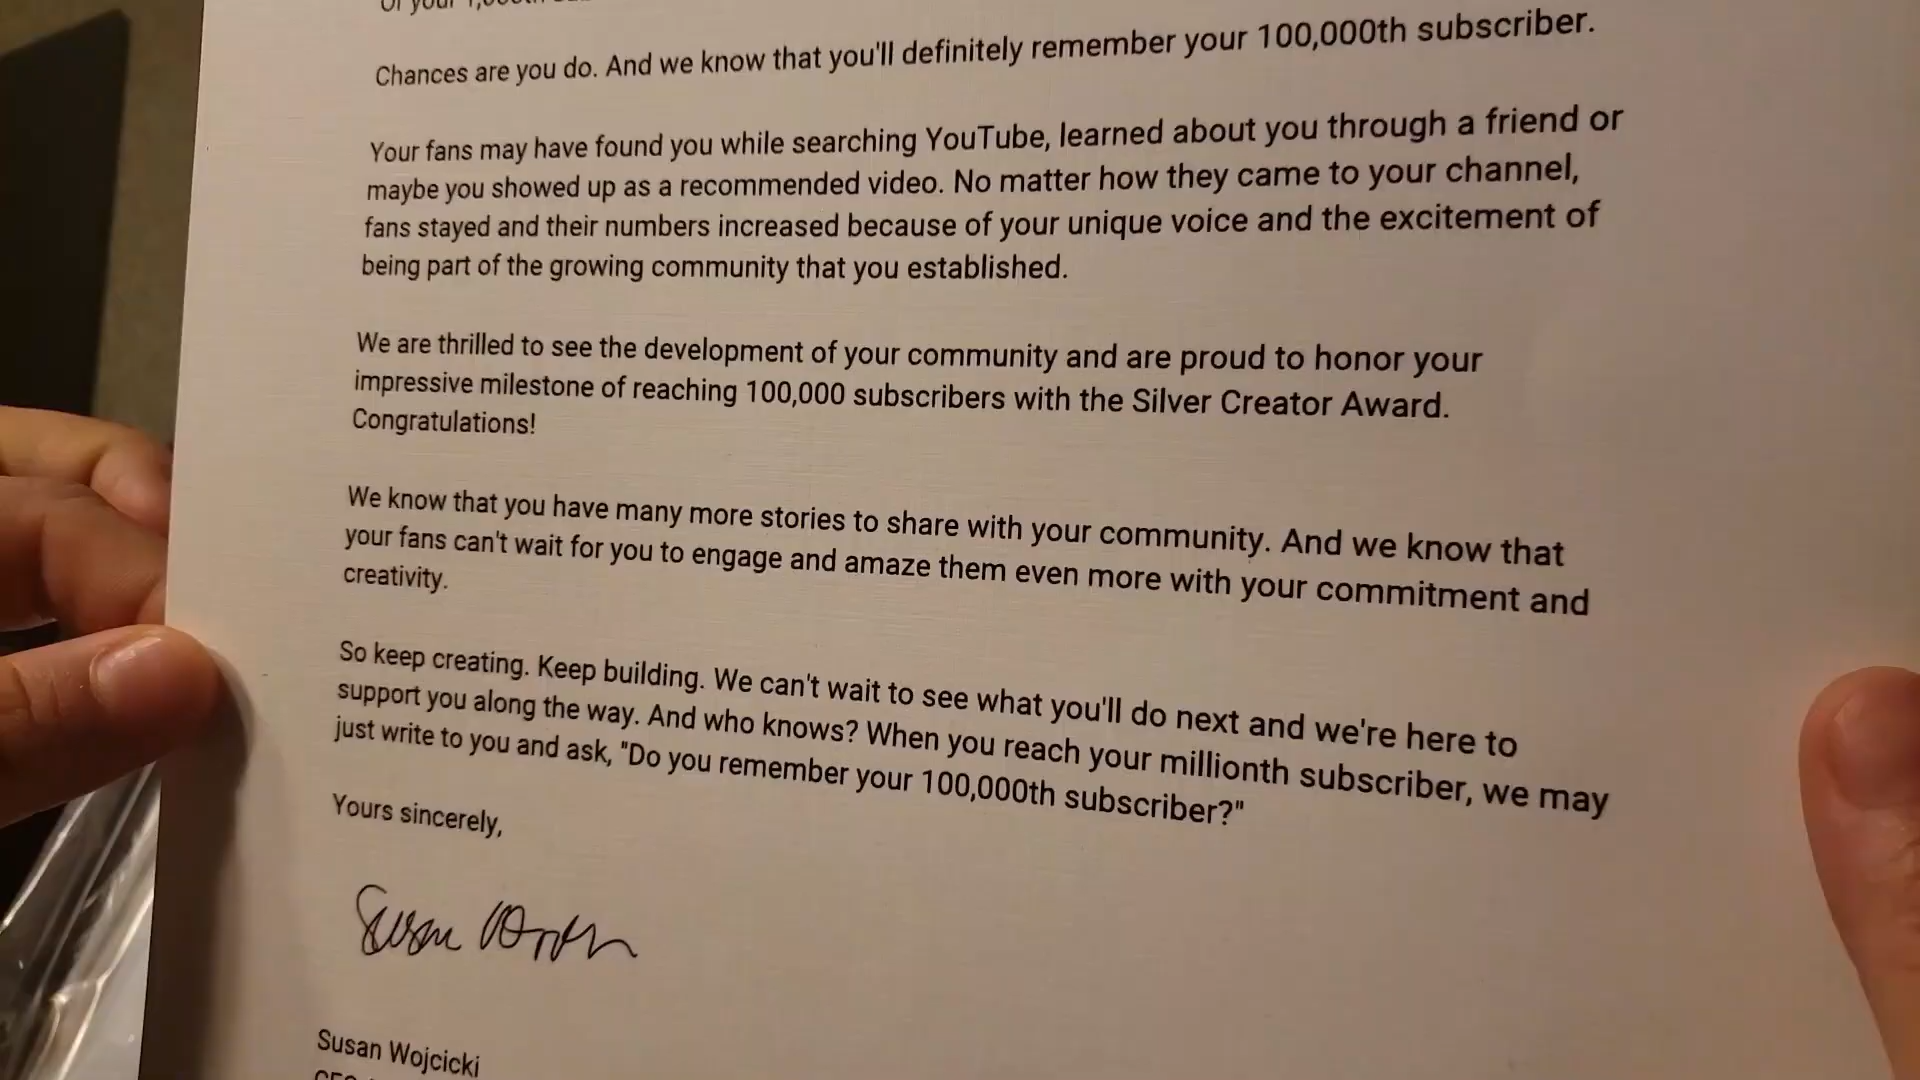 Of your
Chances are you do. And we know that you'll definitely remember your 100,000th subscriber.
Your fans may have found you while searching YouTube, learned about you through a friend or
maybe you showed up as a recommended video. No matter how they came to your channel,
fans stayed and their numbers increased because of your unique voice and the excitement of
being part of the growing community that you established.
We are thrilled to see the development of your community and are proud to honor your
impressive milestone of reaching 100,000 subscribers with the Silver Creator Award.
Congratulations!
We know that you have many more stories to share with your community. And we know that
your fans can't wait for you to engage and amaze them even more with your commitment and
creativity.
So keep creating. Keep building. We can't wait to see what you'll do next and we're here to
support you along the way. And who knows? When you reach your millionth subscriber, we may
just write to you and ask, "Do you remember your 100,000th subscriber?"
Yours sincerely,
Susan Wojcicki